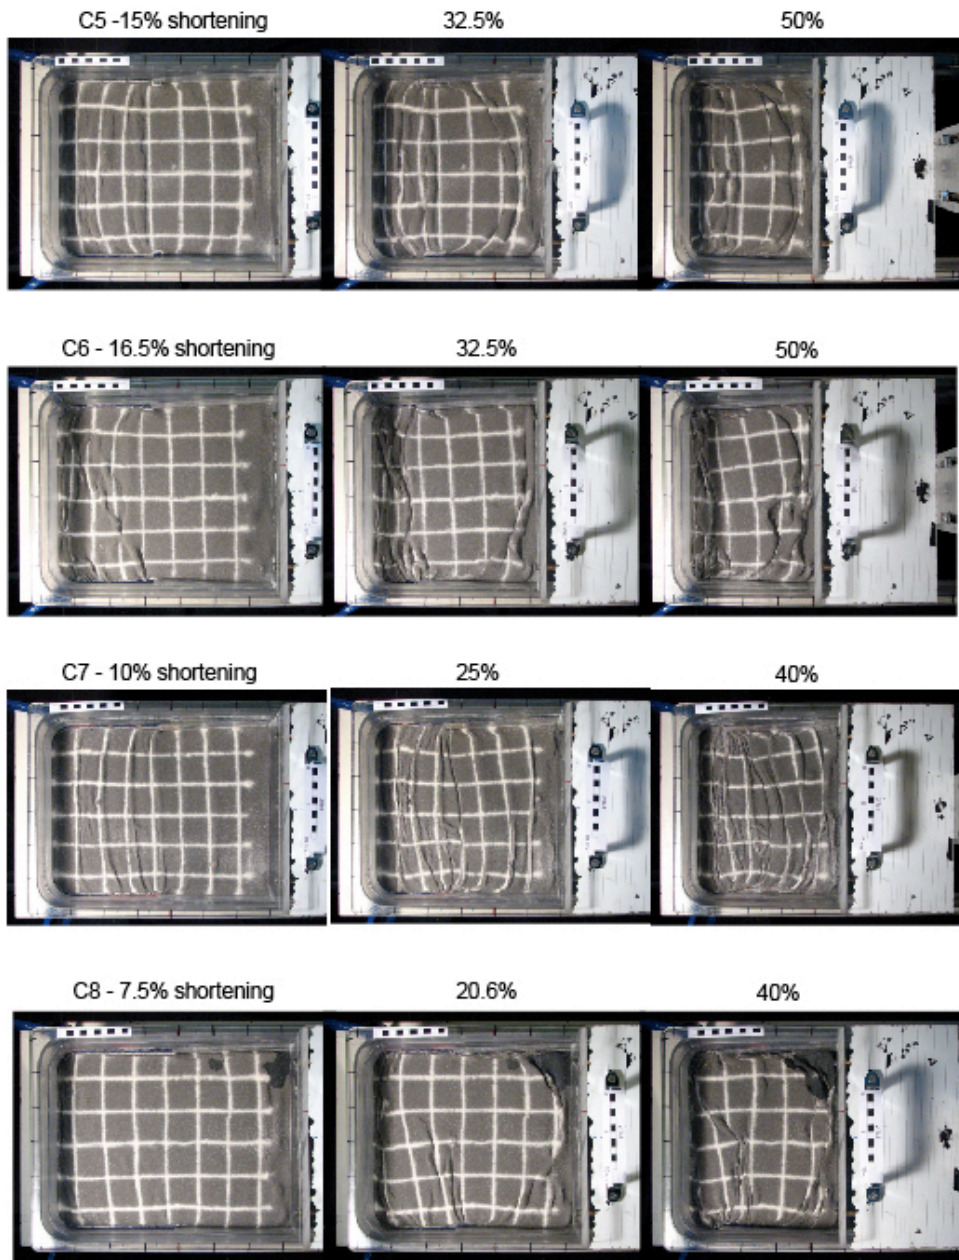 C5 -15% shortening 32.5% 50%
C6 - 16.5% shortening 32.5% 50%
C7 - 10% shortening 25% 40%
C8 - 7.5% shortening 20.6% 40%